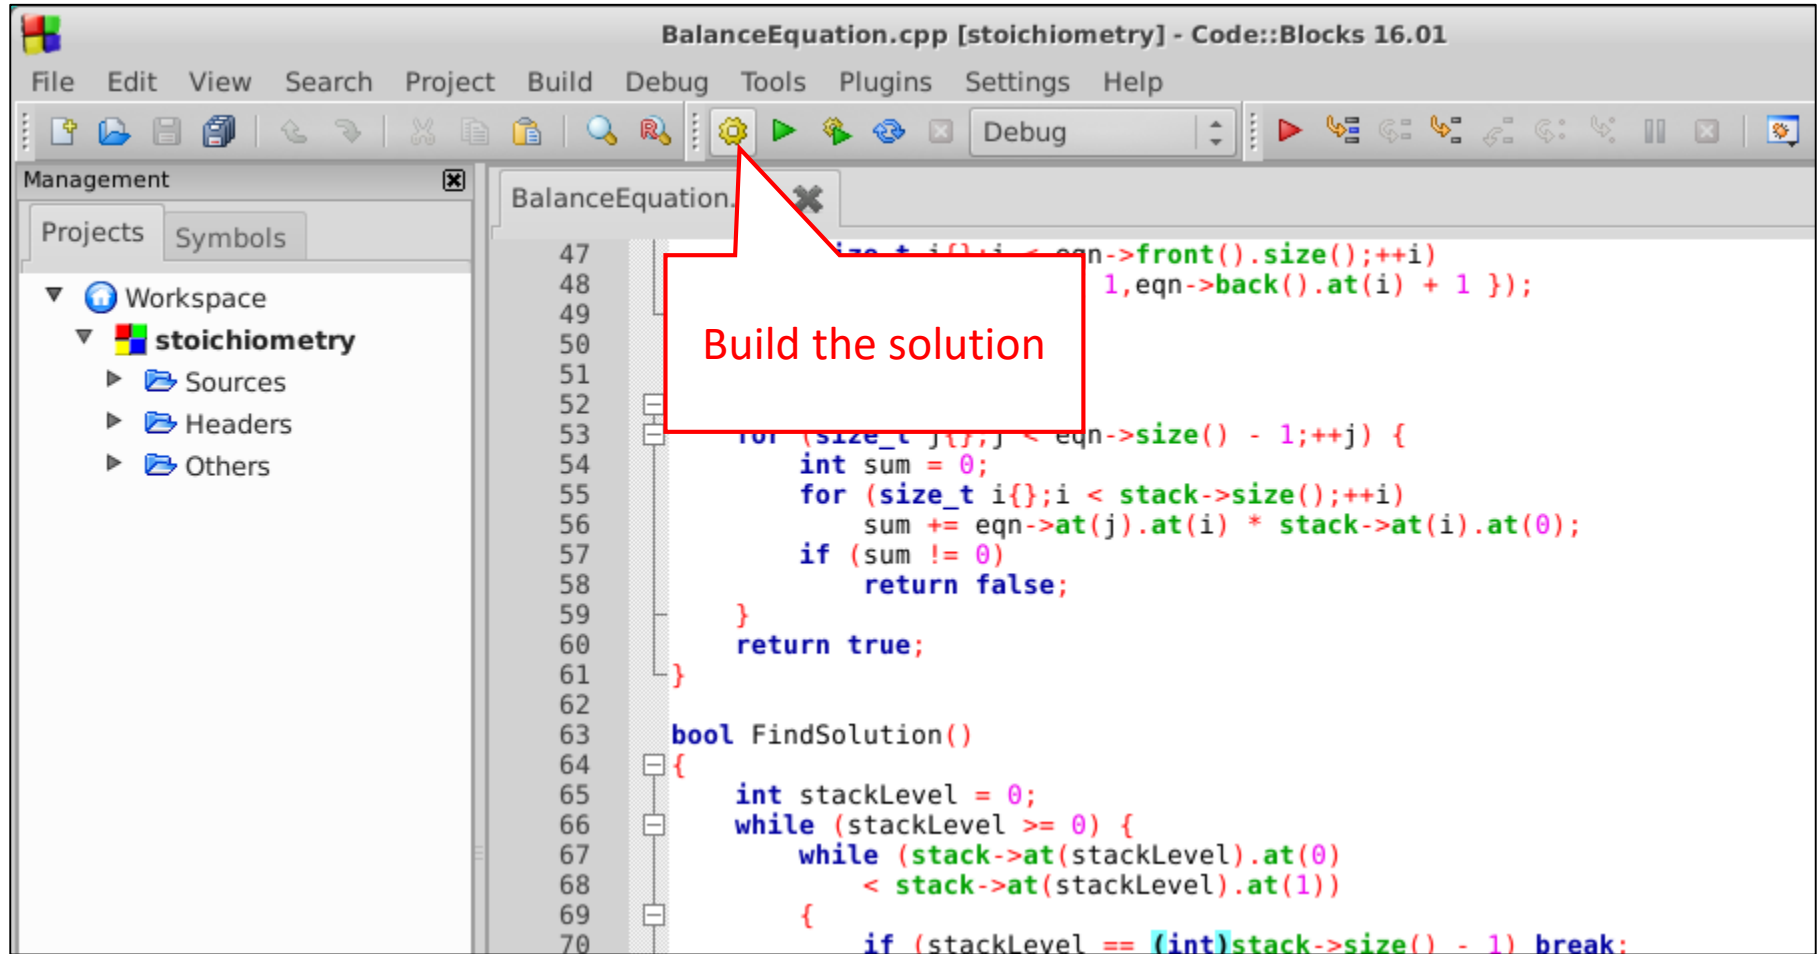 BalanceEquation.cpp [stoichiometry] - Code::Blocks 16.01
File Edit View Search Project Build Debug Tools Plugins Settings Help
Debug
Management
Projects Symbols
Workspace
stoichiometry
Sources
Headers
Others
BalanceEquation.
Build the solution
47 size_t i{};i < eqn->front().size();++i)
48 1,eqn->back().at(i) + 1 });
49
50
51
52
53 for (size_t j{};j < eqn->size() - 1;++j) {
54 int sum = 0;
55 for (size_t i{};i < stack->size();++i)
56 sum += eqn->at(j).at(i) * stack->at(i).at(0);
57 if (sum != 0)
58 return false;
59 }
60 return true;
61 }
62
63 bool FindSolution()
64 {
65 int stackLevel = 0;
66 while (stackLevel >= 0) {
67 while (stack->at(stackLevel).at(0)
68 < stack->at(stackLevel).at(1))
69 {
70 if (stackLevel == (int)stack->size() - 1) break;